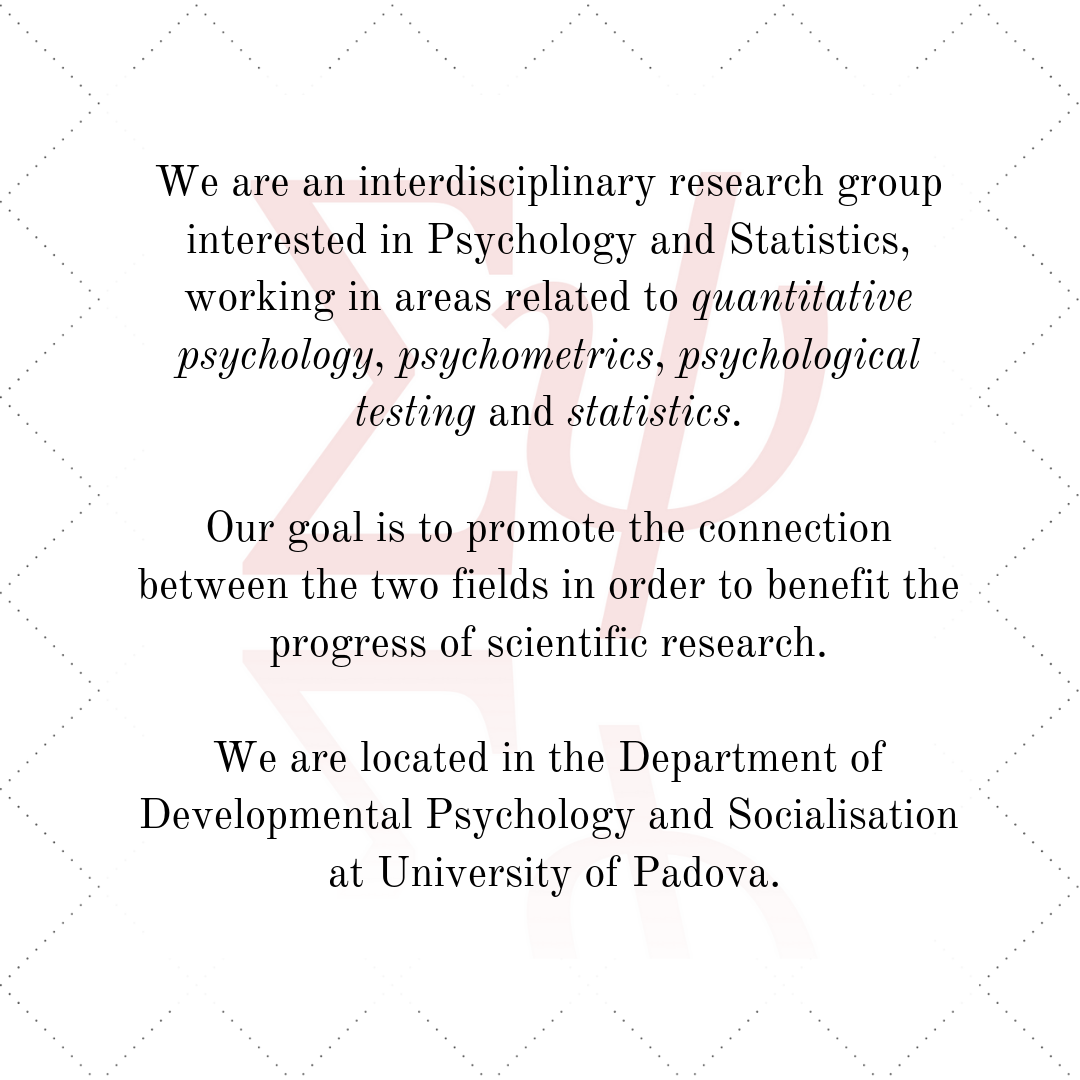 We are an interdisciplinary research group
interested in Psychology and Statistics,
working in areas related to quantitative
psychology, psychometrics, psychological
testing and statistics.
Our goal is to promote the connection
between the two fields in order to benefit the
progress of scientific research.
We are located in the Department of
Developmental Psychology and Socialisation
at University of Padova.
Σψ